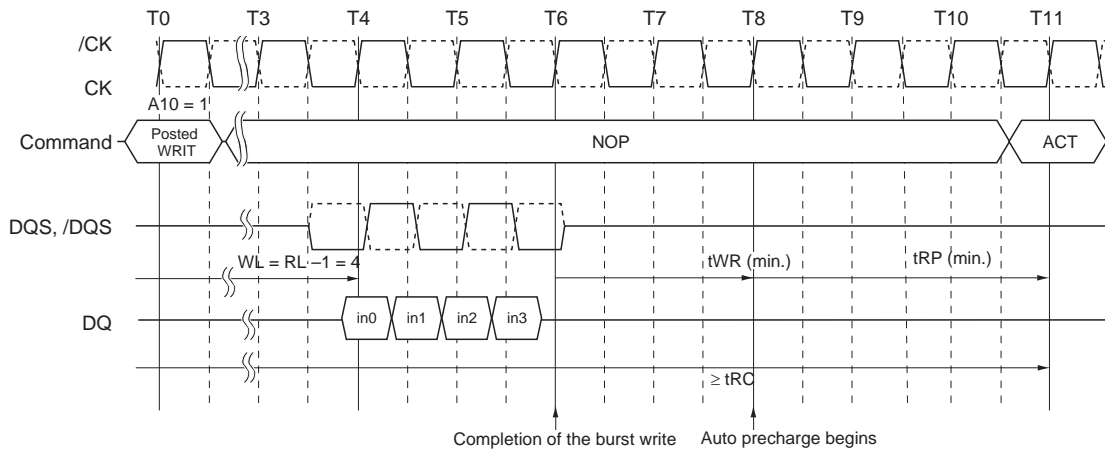 T0 T3 T4 T5 T6 T7 T8 T9 T10 T11
/CK
CK
A10 = 1
Command Posted WRIT NOP ACT
DQS, /DQS
WL = RL –1 = 4 tWR (min.) tRP (min.)
DQ in0 in1 in2 in3
≥ tRC
Completion of the burst write Auto precharge begins